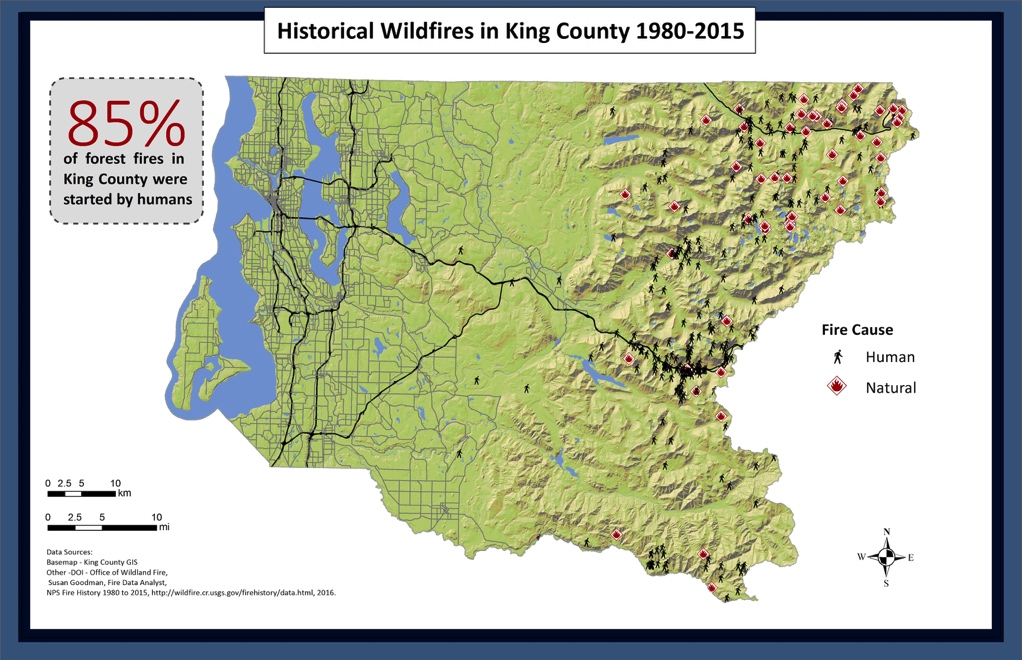 Historical Wildfires in King County 1980-2015
85%
of forest fires in
King County were
started by humans
Fire Cause
Human
Natural
0 2.5 5 10
km
0 2.5 5 10
mi
N
W E
S
Data Sources:
Basemap - King County GIS
Other -DOI - Office of Wildland Fire,
Susan Goodman, Fire Data Analyst,
NPS Fire History 1980 to 2015, http://wildfire.cr.usgs.gov/firehistory/data.html, 2016.